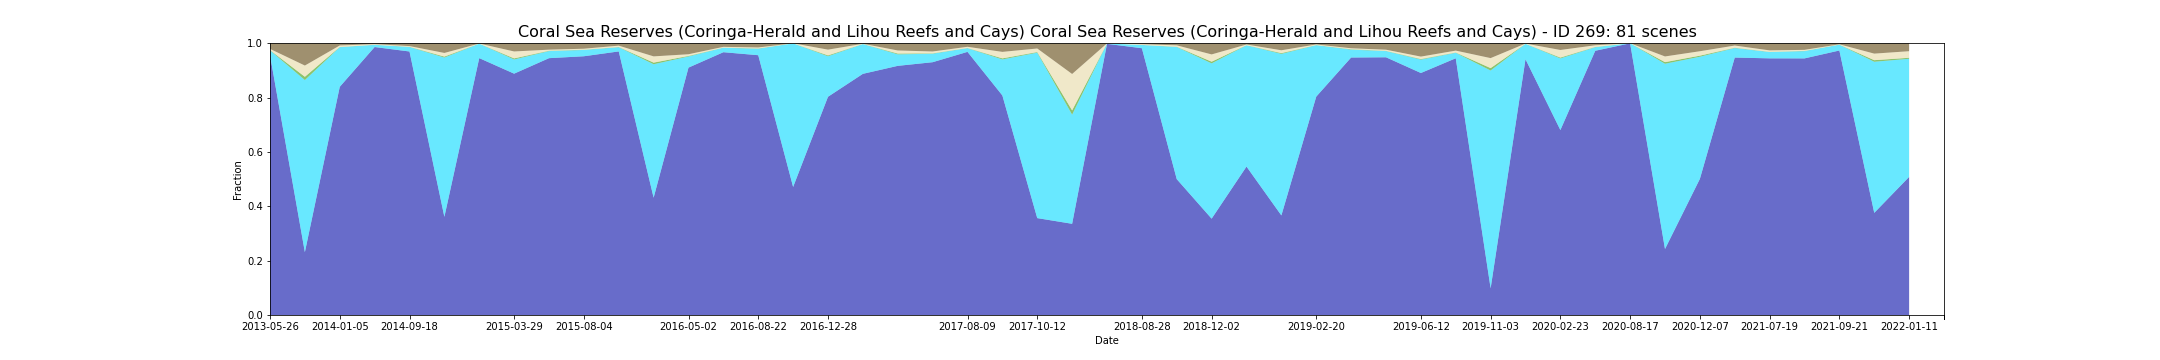 Coral Sea Reserves (Coringa-Herald and Lihou Reefs and Cays) Coral Sea Reserves (Coringa-Herald and Lihou Reefs and Cays) - ID 269: 81 scenes
1.0
0.8
0.6
0.4
0.2
0.0
Fraction
2013-05-26 2014-01-05 2014-09-18 2015-03-29 2015-08-04 2016-05-02 2016-08-22 2016-12-28 2017-08-09 2017-10-12 2018-08-28 2018-12-02 2019-02-20 2019-06-12 2019-11-03 2020-02-23 2020-08-17 2020-12-07 2021-07-19 2021-09-21 2022-01-11
Date